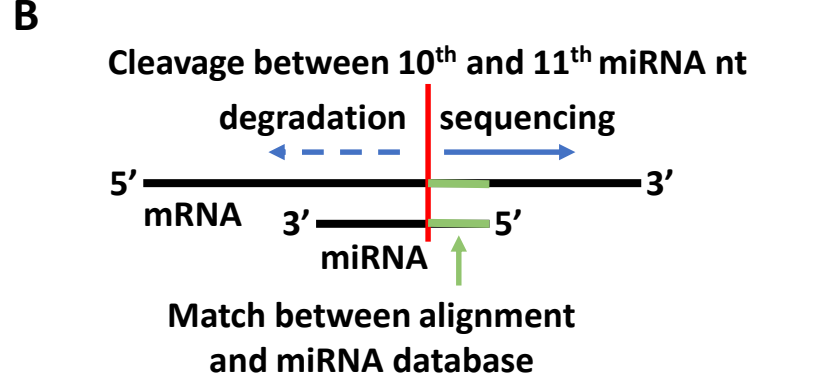 B
Cleavage between 10th and 11th miRNA nt
degradation sequencing
5’ 3’
mRNA
3’ 5’
miRNA
Match between alignment
and miRNA database